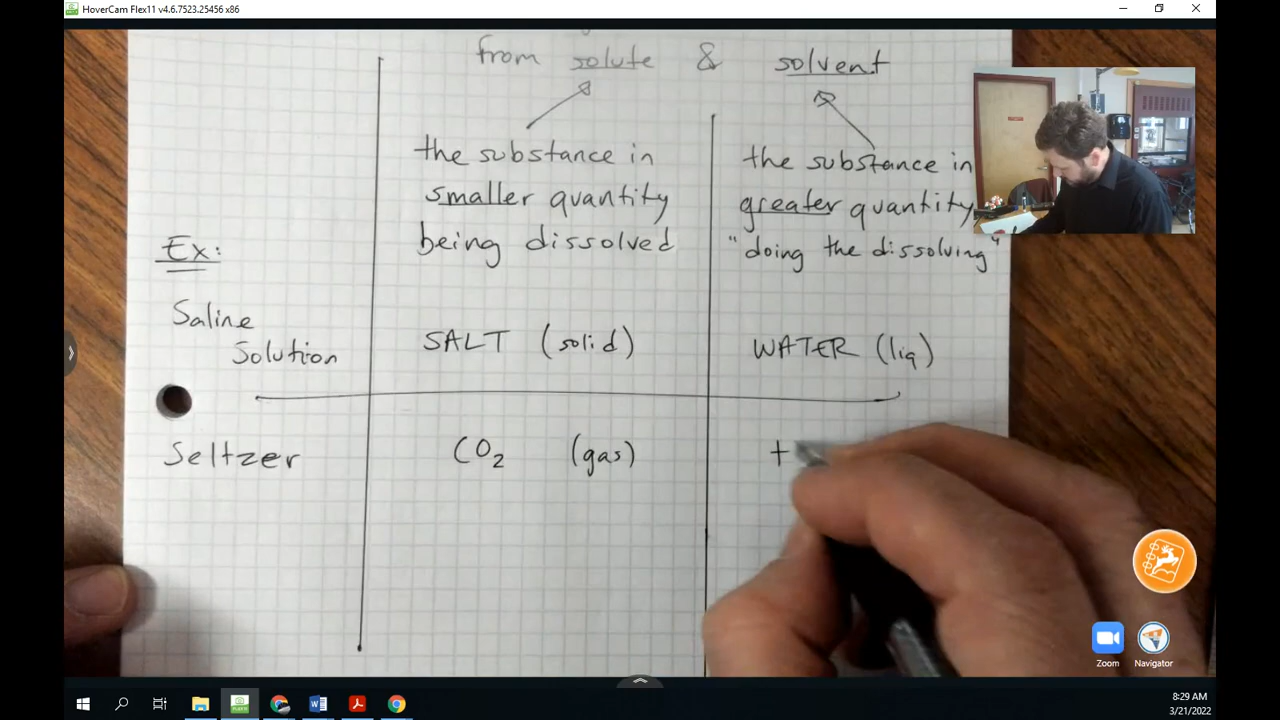 HoverCam Flex11 v4.6.7523.25456 x86
from solute & solvent
the substance in
smaller quantity
being dissolved
the substance in
greater quantity
"doing the dissolving"
Ex:
Saline
Solution
SALT (solid)
WATER (liq)
Seltzer
CO₂ (gas)
Zoom
Navigator
8:29 AM
3/21/2022